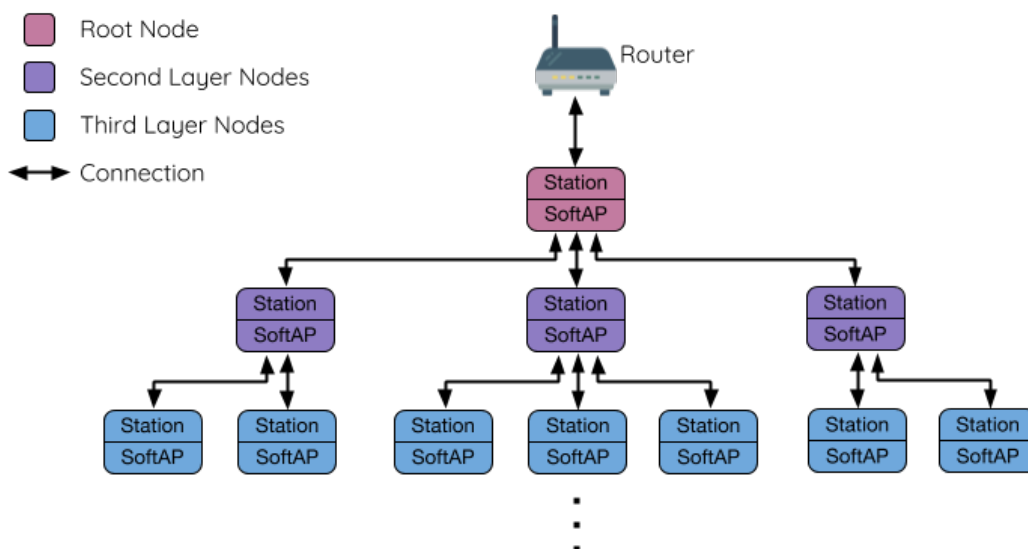 Root Node
Second Layer Nodes
Third Layer Nodes
Connection
Router
Station
SoftAP
Station
SoftAP
Station
SoftAP
Station
SoftAP
Station
SoftAP
Station
SoftAP
Station
SoftAP
Station
SoftAP
Station
SoftAP
Station
SoftAP
Station
SoftAP